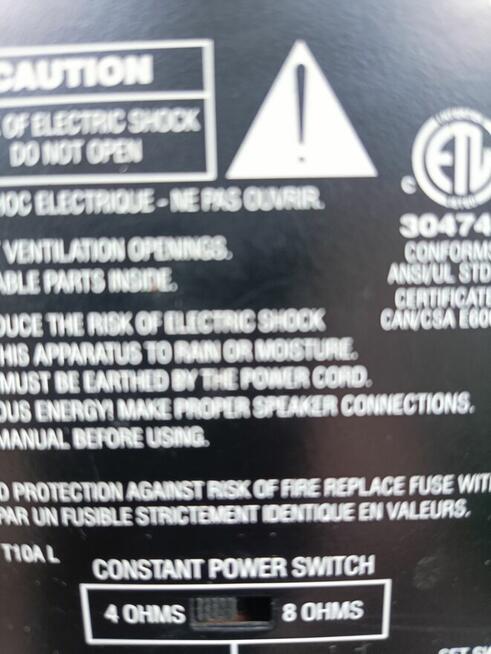 CAUTION
OF ELECTRIC SHOCK
DO NOT OPEN
ETL
C
30474
CONFORMS
ANSI/UL STD
CERTIFICATE
CAN/CSA E60
HOC ELECTRIQUE - NE PAS OUVRIR.
VENTILATION OPENINGS.
ABLE PARTS INSIDE.
DUCE THE RISK OF ELECTRIC SHOCK
HIS APPARATUS TO RAIN OR MOISTURE.
MUST BE EARTHED BY THE POWER CORD.
OUS ENERGY! MAKE PROPER SPEAKER CONNECTIONS.
MANUAL BEFORE USING.
D PROTECTION AGAINST RISK OF FIRE REPLACE FUSE WITH
PAR UN FUSIBLE STRICTEMENT IDENTIQUE EN VALEURS.
T10A L
CONSTANT POWER SWITCH
4 OHMS 8 OHMS